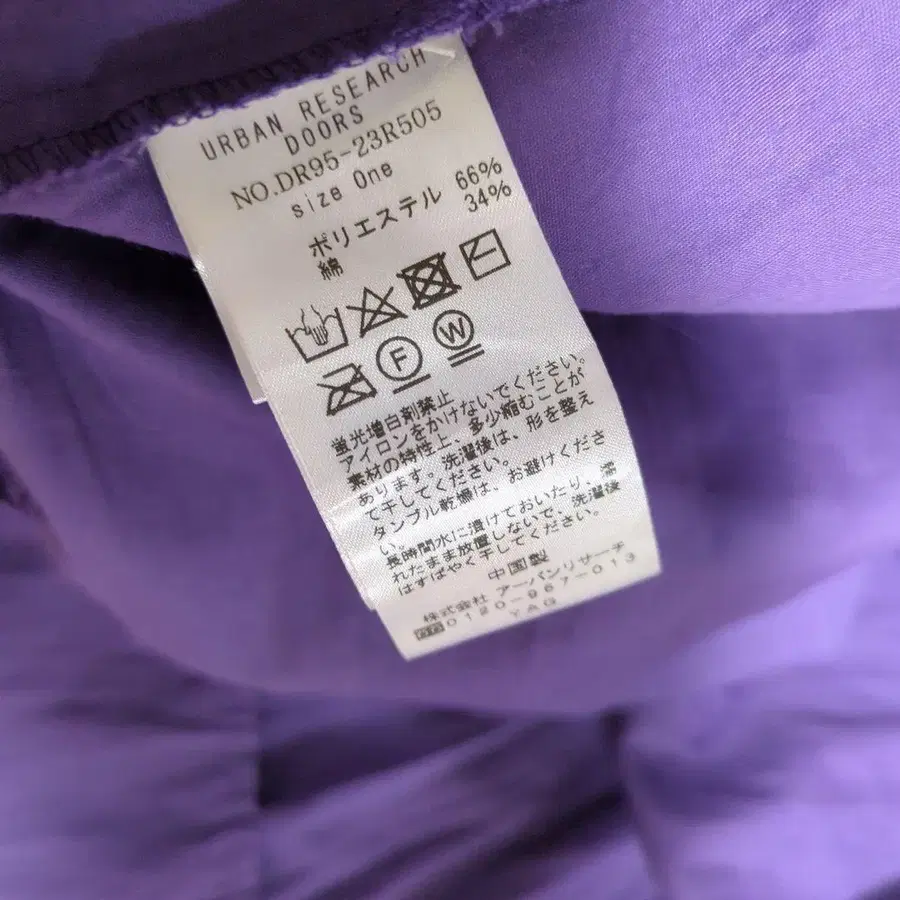 URBAN RESEARCH
DOORS
NO.DR95-23R505
size One
ポリエステル 66%
綿 34%
F W
蛍光増白剤禁止
アイロンをかけないでください。
素材の特性上、多少縮むことが
あります。洗濯後は、形を整え
て干してください。
タンブル乾燥は、お避けくださ
い。
長時間水に漬けておいたり、濡
れたまま放置しないで、洗濯後
はすばやく干してください。
中国製
株式会社 アーバンリサーチ
0120-967-013
YAG